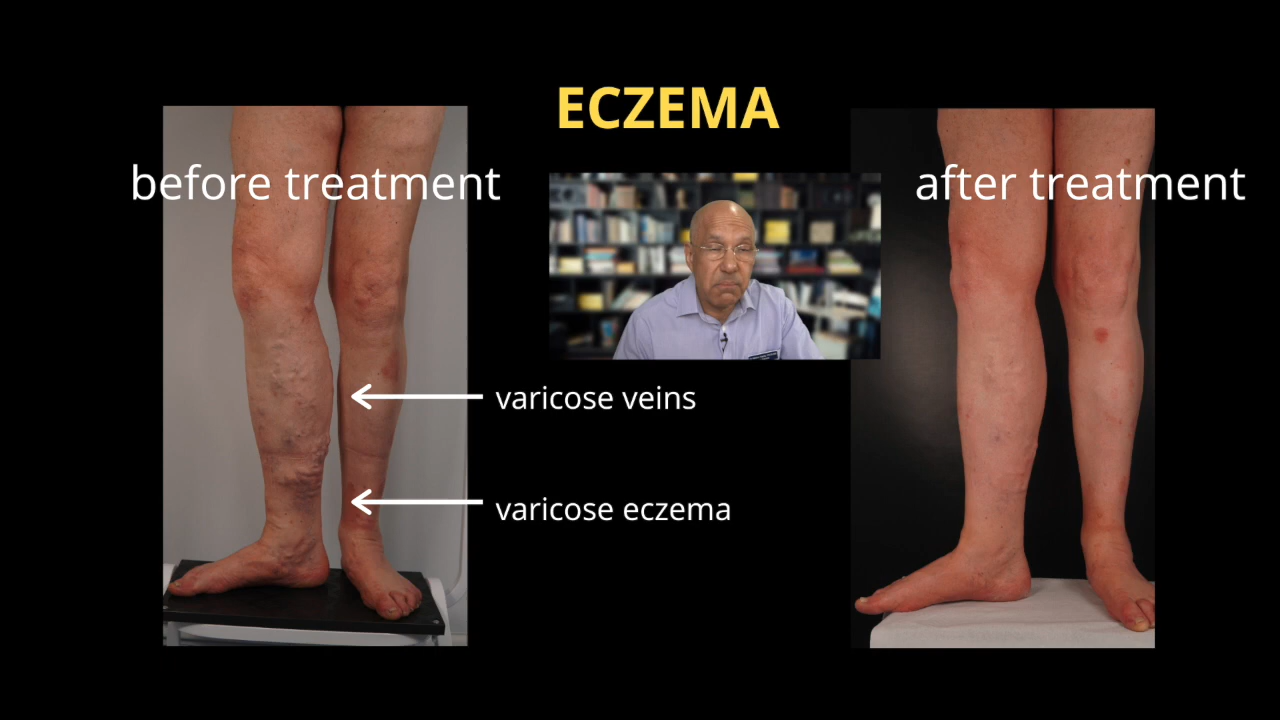 ECZEMA
before treatment
after treatment
varicose veins
varicose eczema